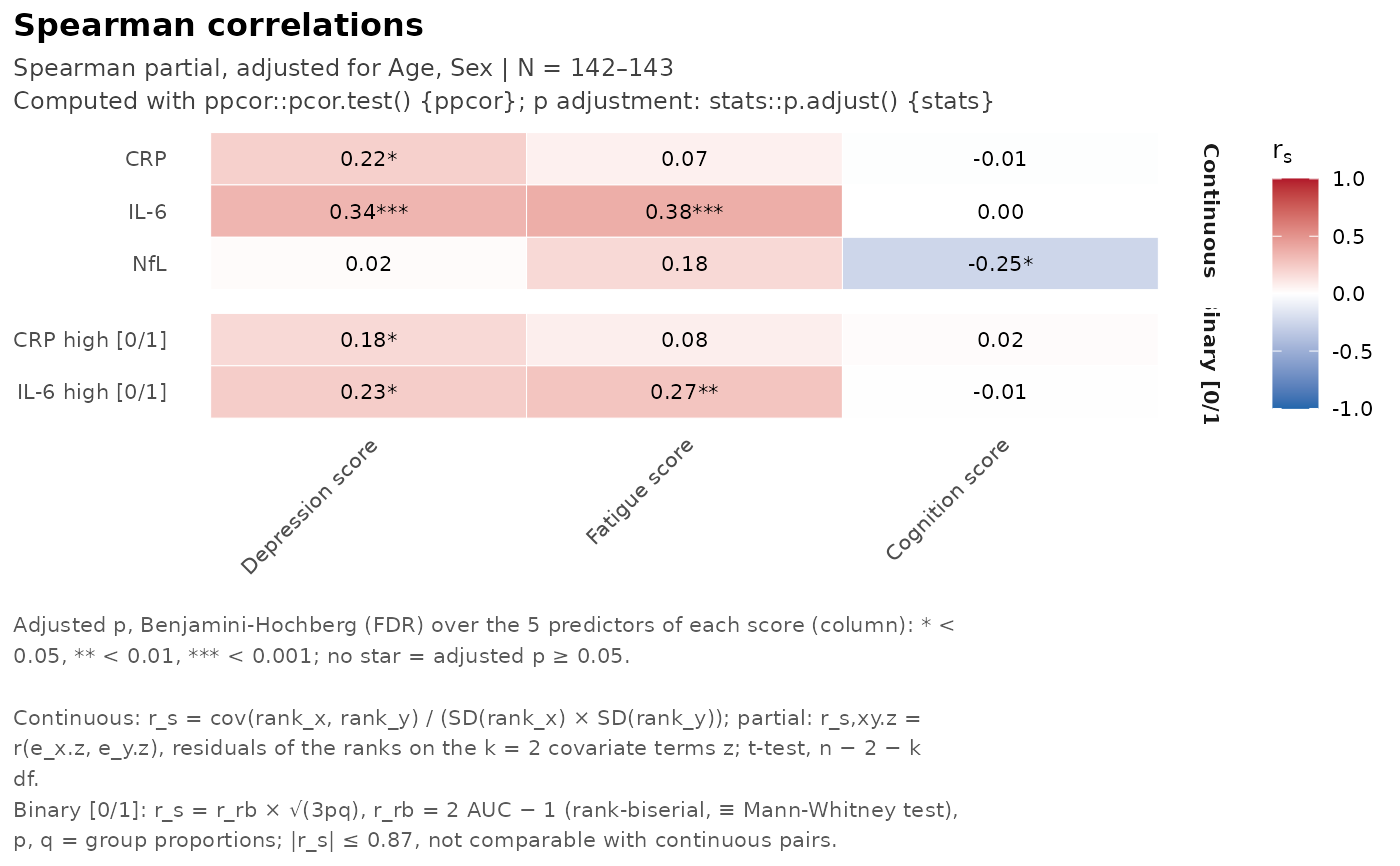 Spearman correlations
Spearman partial, adjusted for Age, Sex | N = 142–143
Computed with ppcor::pcor.test() {ppcor}; p adjustment: stats::p.adjust() {stats}
CRP 0.22* 0.07 -0.01
IL-6 0.34*** 0.38*** 0.00
NfL 0.02 0.18 -0.25*
CRP high [0/1] 0.18* 0.08 0.02
IL-6 high [0/1] 0.23* 0.27** -0.01
Depression score
Fatigue score
Cognition score
Continuous
inary [0/1
r_s
1.0
0.5
0.0
-0.5
-1.0
Adjusted p, Benjamini-Hochberg (FDR) over the 5 predictors of each score (column): * <
0.05, ** < 0.01, *** < 0.001; no star = adjusted p ≥ 0.05.
Continuous: r_s = cov(rank_x, rank_y) / (SD(rank_x) × SD(rank_y)); partial: r_s,xy.z =
r(e_x.z, e_y.z), residuals of the ranks on the k = 2 covariate terms z; t-test, n − 2 − k
df.
Binary [0/1]: r_s = r_rb × √(3pq), r_rb = 2 AUC − 1 (rank-biserial, ≡ Mann-Whitney test),
p, q = group proportions; |r_s| ≤ 0.87, not comparable with continuous pairs.